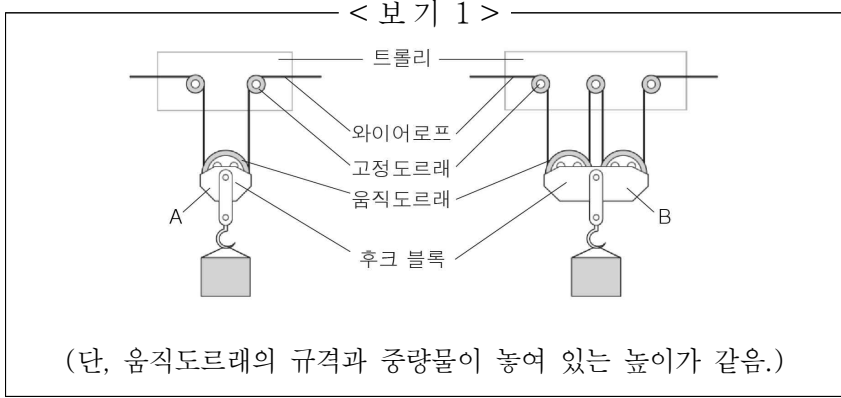 < 보 기 1 >
트롤리
와이어로프
고정도르래
움직도르래
A
B
후크 블록
(단, 움직도르래의 규격과 중량물이 놓여 있는 높이가 같음.)